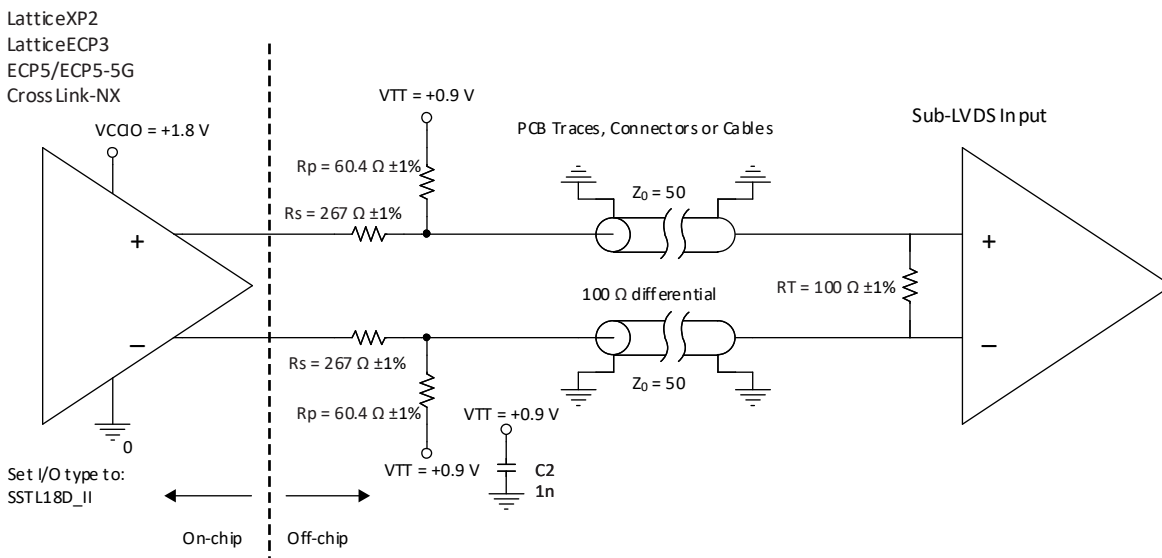 LatticeXP2
LatticeECP3
ECP5/ECP5-5G
CrossLink-NX
VCCIO = +1.8 V
VTT = +0.9 V
PCB Traces, Connectors or Cables
Sub-LVDS Input
Rp = 60.4 Ω ±1%
Z0 = 50
Rs = 267 Ω ±1%
+
+
100 Ω differential
RT = 100 Ω ±1%
–
–
Rs = 267 Ω ±1%
Z0 = 50
Rp = 60.4 Ω ±1%
VTT = +0.9 V
0
VTT = +0.9 V
C2
1n
Set I/O type to:
SSTL18D_II
On-chip
Off-chip